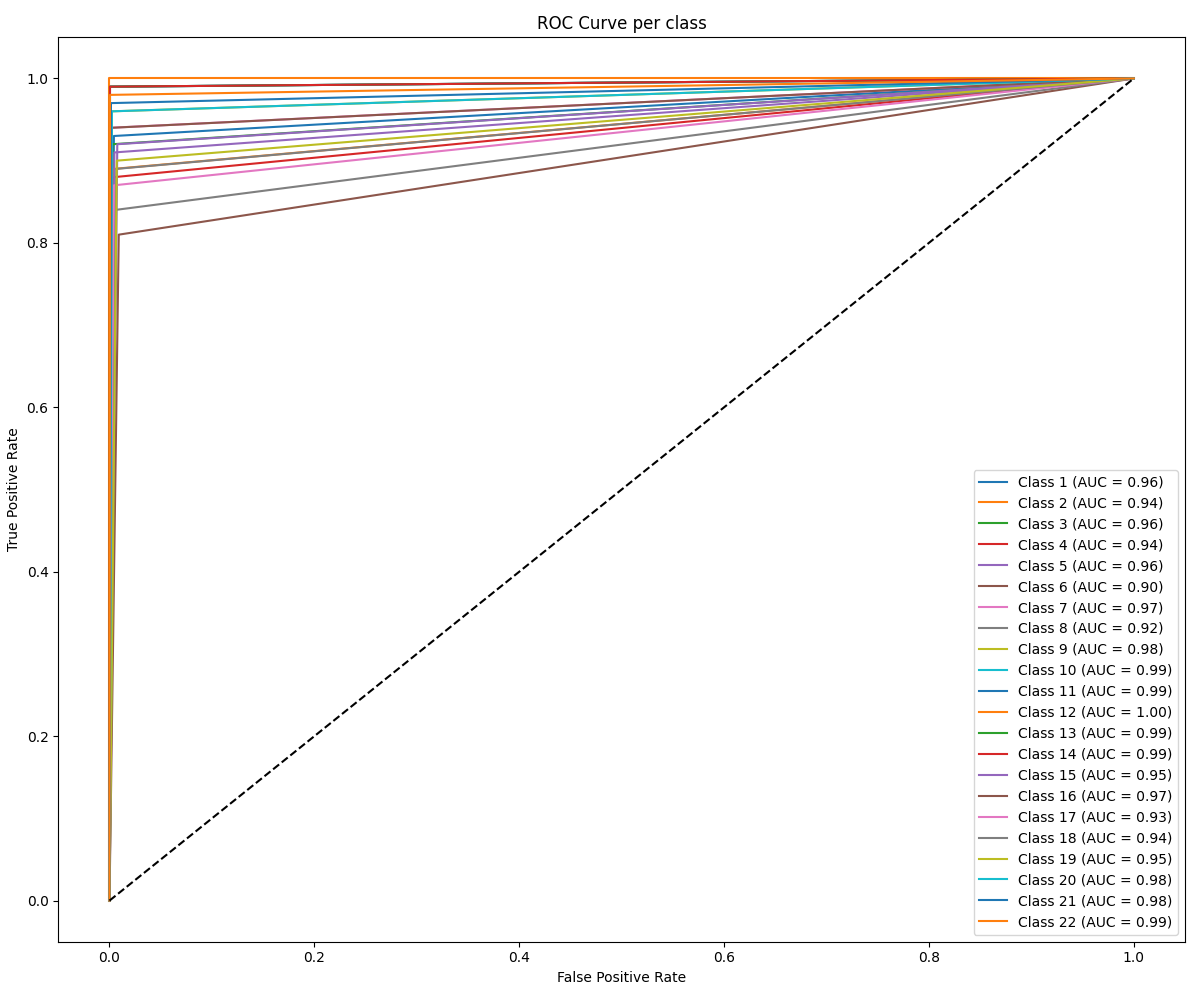 ROC Curve per class
1.0
0.8
0.6
0.4
0.2
0.0
True Positive Rate
Class 1 (AUC = 0.96)
Class 2 (AUC = 0.94)
Class 3 (AUC = 0.96)
Class 4 (AUC = 0.94)
Class 5 (AUC = 0.96)
Class 6 (AUC = 0.90)
Class 7 (AUC = 0.97)
Class 8 (AUC = 0.92)
Class 9 (AUC = 0.98)
Class 10 (AUC = 0.99)
Class 11 (AUC = 0.99)
Class 12 (AUC = 1.00)
Class 13 (AUC = 0.99)
Class 14 (AUC = 0.99)
Class 15 (AUC = 0.95)
Class 16 (AUC = 0.97)
Class 17 (AUC = 0.93)
Class 18 (AUC = 0.94)
Class 19 (AUC = 0.95)
Class 20 (AUC = 0.98)
Class 21 (AUC = 0.98)
Class 22 (AUC = 0.99)
0.0 0.2 0.4 0.6 0.8 1.0
False Positive Rate